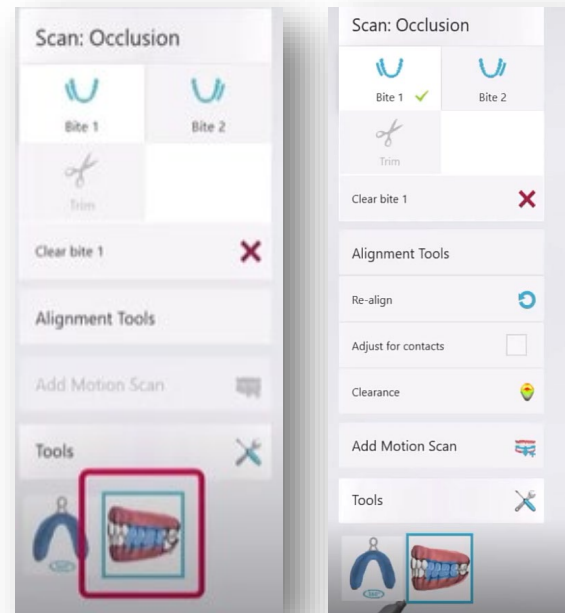 Scan: Occlusion
Bite 1
Bite 2
Trim
Clear bite 1
Alignment Tools
Add Motion Scan
Tools
Scan: Occlusion
Bite 1
Bite 2
Trim
Clear bite 1
Alignment Tools
Re-align
Adjust for contacts
Clearance
Add Motion Scan
Tools